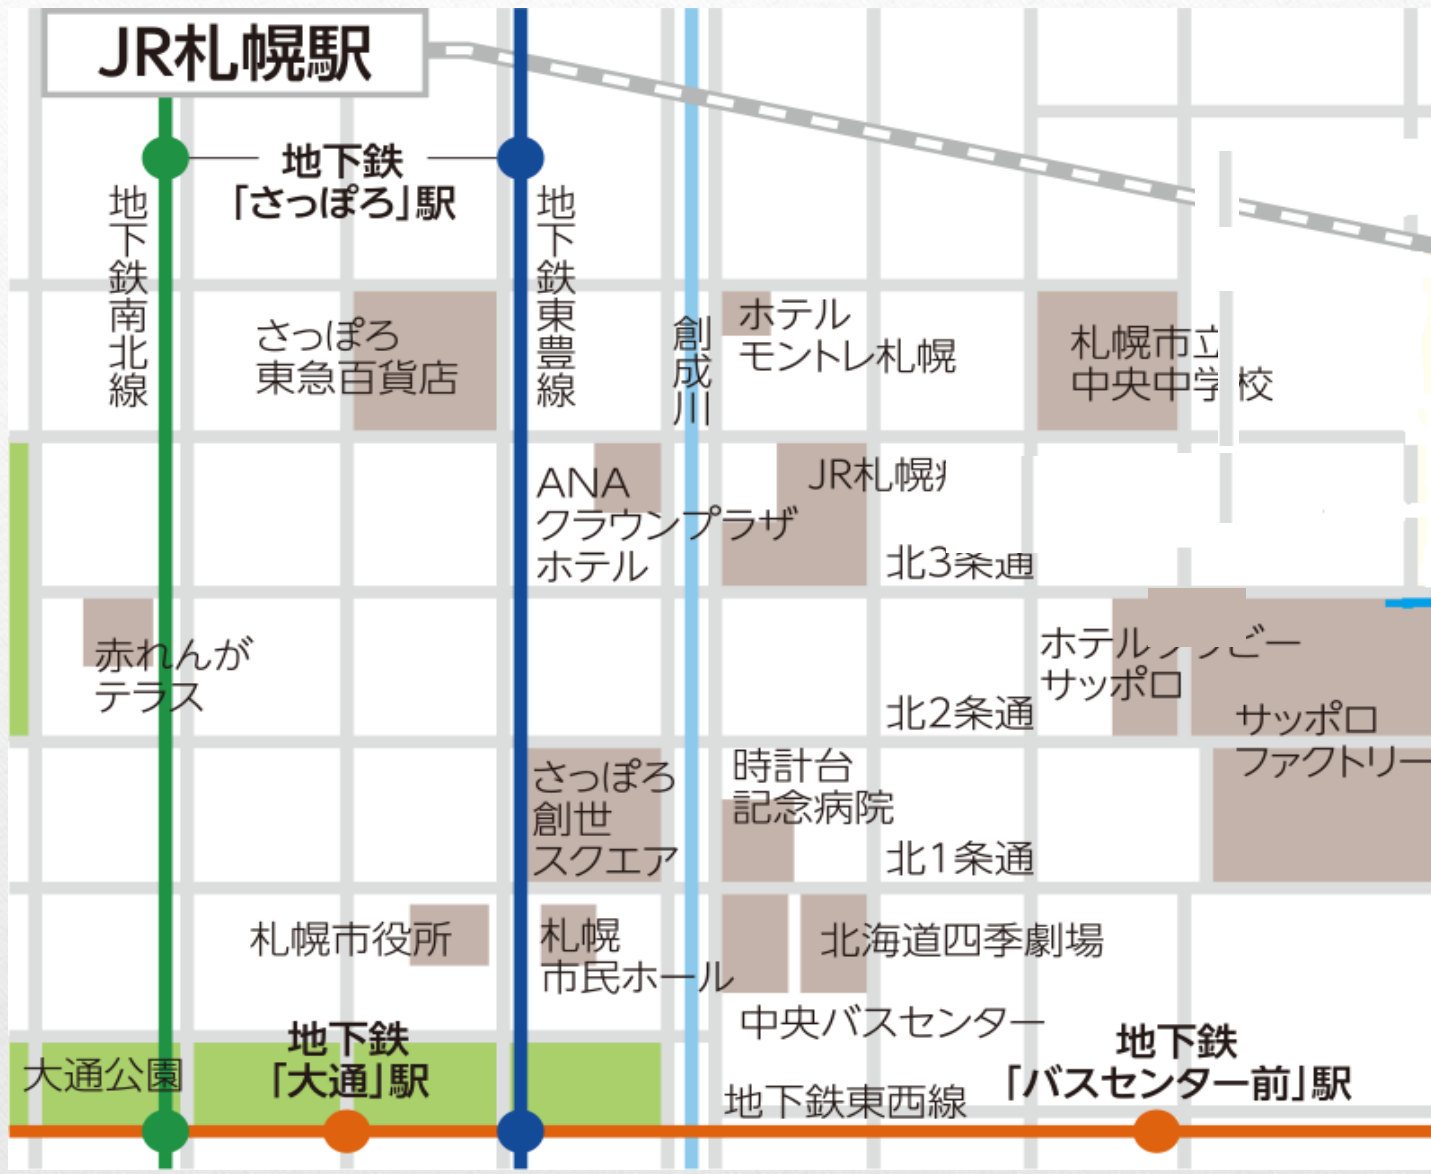 JR札幌駅
地下鉄
「さっぽろ」駅
地下鉄南北線
地下鉄東豊線
さっぽろ
東急百貨店
創成川
ホテル
モントレ札幌
札幌市立
中央中学校
ANA
クラウンプラザ
ホテル
JR札幌
北3条通
赤れんが
テラス
ホテル
サッポロ
北2条通
サッポロ
ファクトリー
さっぽろ
創世
スクエア
時計台
記念病院
北1条通
札幌市役所
札幌
市民ホール
北海道四季劇場
中央バスセンター
地下鉄
「大通」駅
大通公園
地下鉄
「バスセンター前」駅
地下鉄東西線